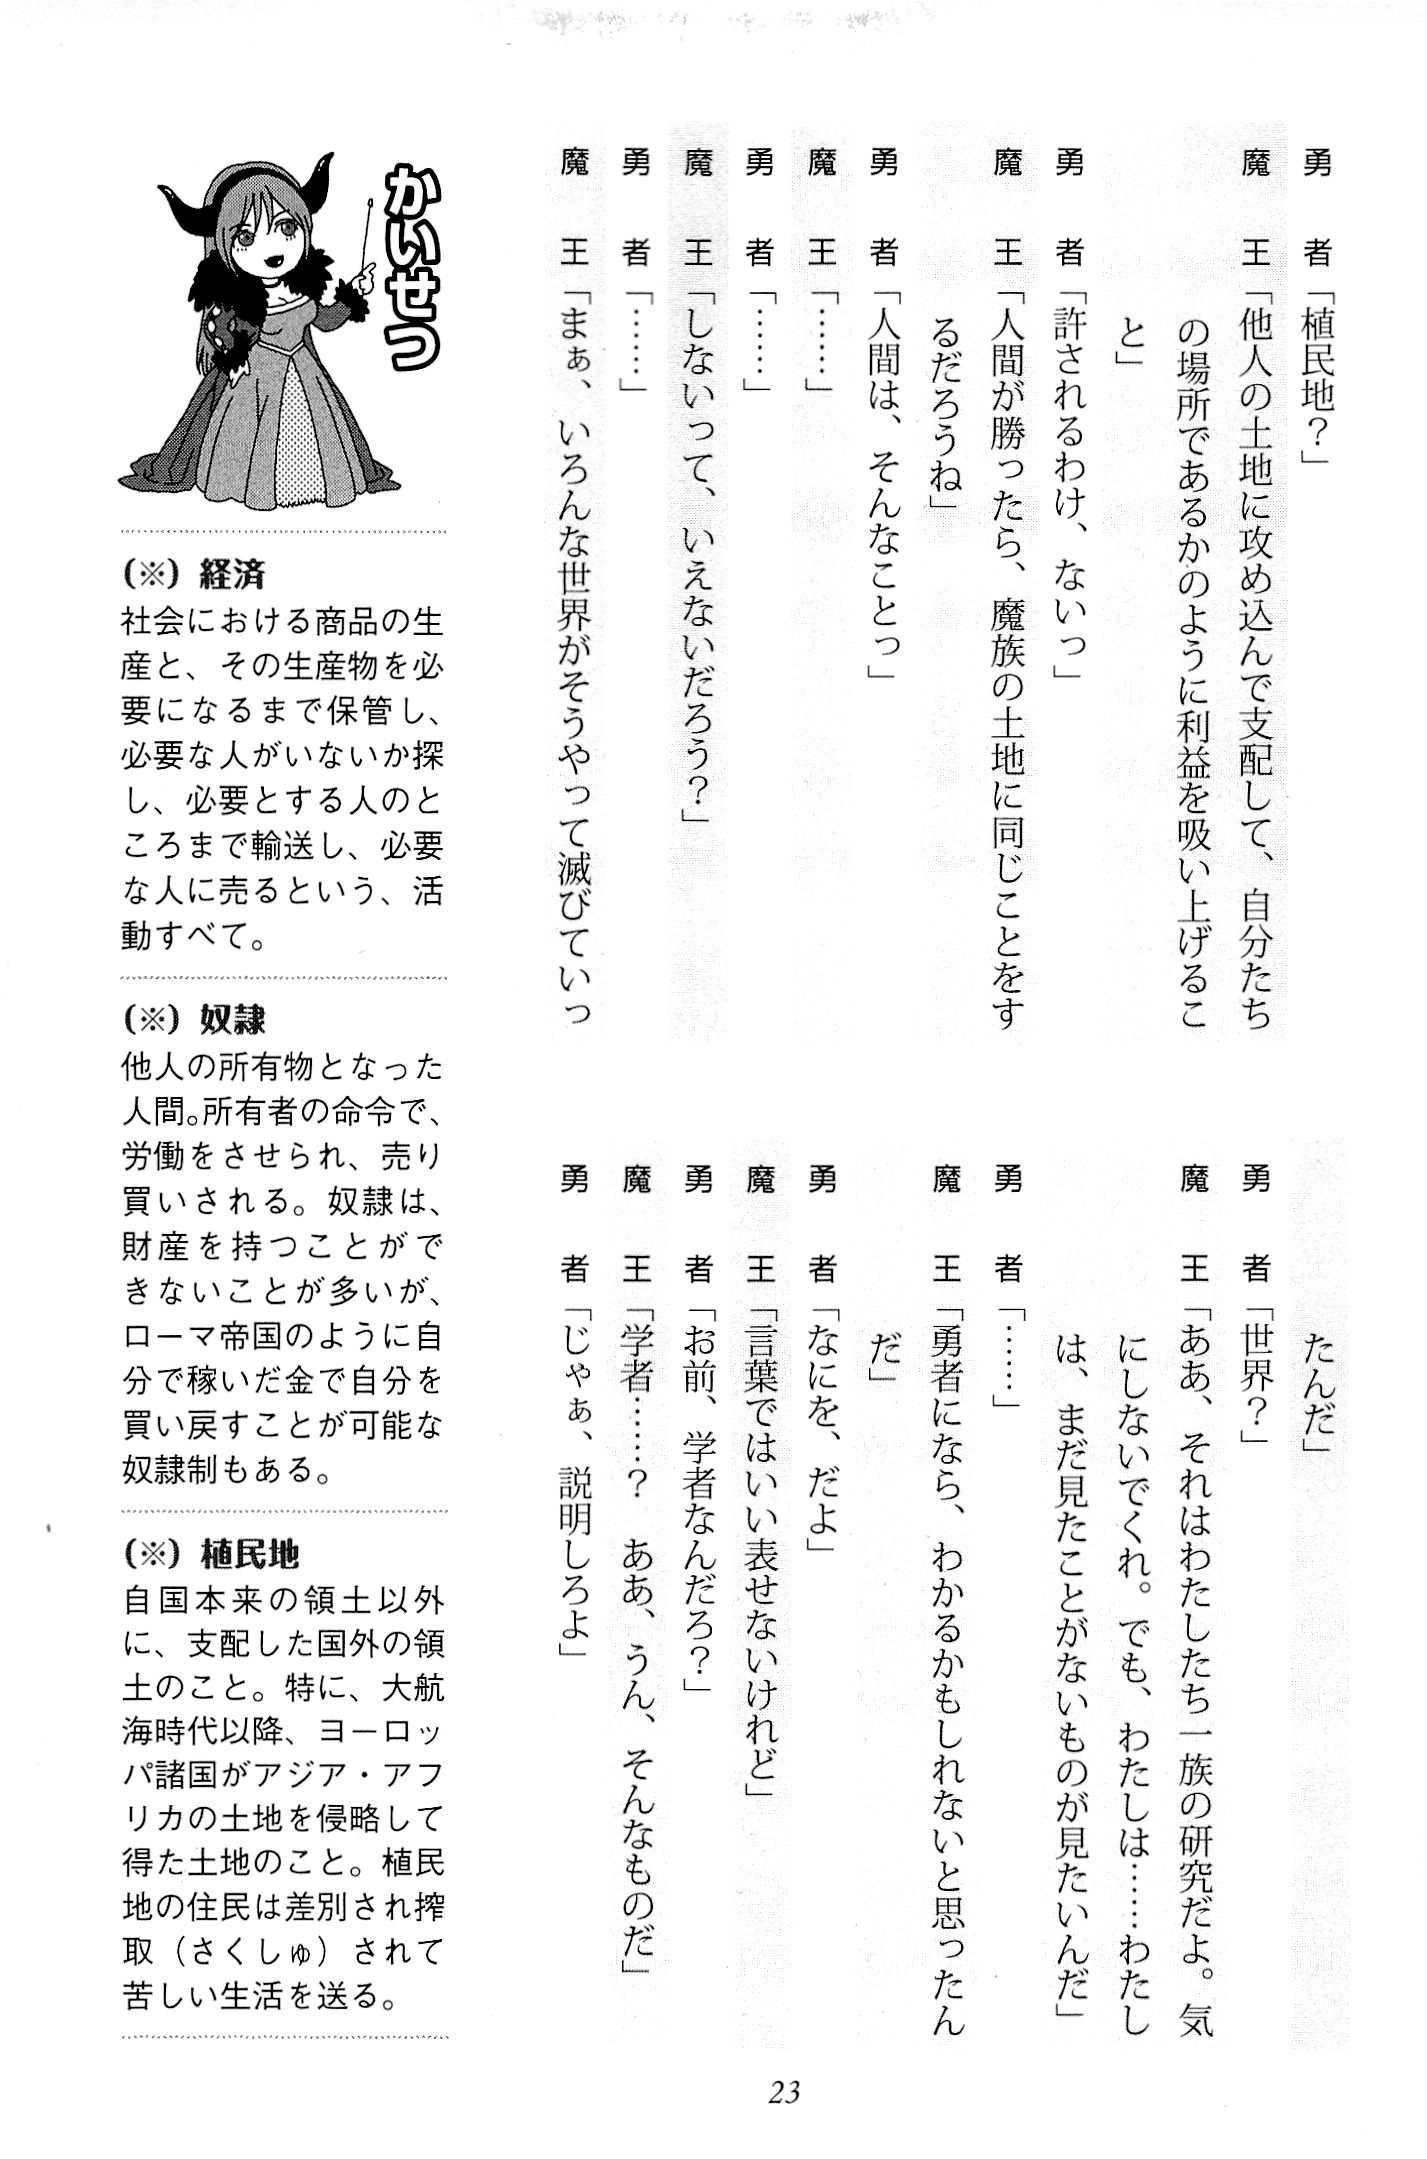 勇者「植民地？」
魔王「他人の土地に攻め込んで支配して、自分たち
の場所であるかのように利益を吸い上げるこ
と」
勇者「許されるわけ、ないっ」
魔王「人間が勝ったら、魔族の土地に同じことをす
るだろうね」
勇者「人間は、そんなことっ」
魔王「……」
勇者「……」
魔王「しないって、いえないだろう？」
勇者「……」
魔王「まぁ、いろんな世界がそうやって滅びていっ
たんだ」
勇者「世界？」
魔王「ああ、それはわたしたち一族の研究だよ。気
にしないでくれ。でも、わたしは……わたし
は、まだ見たことがないものが見たいんだ」
勇者「……」
魔王「勇者になら、わかるかもしれないと思ったん
だ」
勇者「なにを、だよ」
魔王「言葉ではいい表せないけれど」
勇者「お前、学者なんだろ？」
魔王「学者……？　ああ、うん、そんなものだ」
勇者「じゃぁ、説明しろよ」
かいせつ
（※）経済
社会における商品の生
産と、その生産物を必
要になるまで保管し、
必要な人がいないか探
し、必要とする人のと
ころまで輸送し、必要
な人に売るという、活
動すべて。
（※）奴隷
他人の所有物となった
人間。所有者の命令で、
労働をさせられ、売り
買いされる。奴隷は、
財産を持つことがで
きないことが多いが、
ローマ帝国のように自
分で稼いだ金で自分を
買い戻すことが可能な
奴隷制もある。
（※）植民地
自国本来の領土以外
に、支配した国外の領
土のこと。特に、大航
海時代以降、ヨーロッ
パ諸国がアジア・アフ
リカの土地を侵略して
得た土地のこと。植民
地の住民は差別され搾
取（さくしゅ）されて
苦しい生活を送る。
23